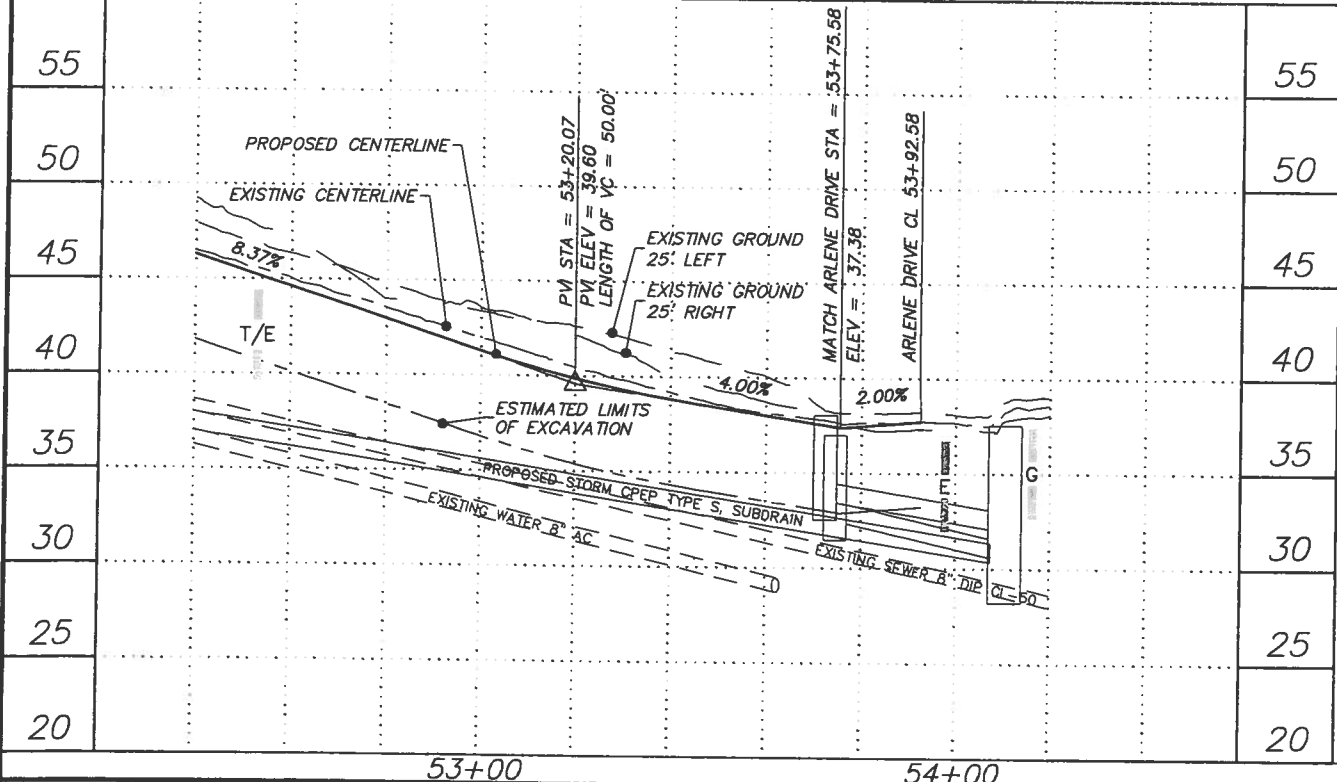 55
50
45
40
35
30
25
20
PROPOSED CENTERLINE
EXISTING CENTERLINE
8.37%
T/E
PVI STA = 53+20.07
PVI ELEV = 39.60
LENGTH OF VC = 50.00'
EXISTING GROUND
25' LEFT
EXISTING GROUND
25' RIGHT
MATCH ARLENE DRIVE STA = 53+75.58
ELEV = 37.38
ARLENE DRIVE CL 53+92.58
4.00%
2.00%
ESTIMATED LIMITS
OF EXCAVATION
PROPOSED STORM CPEP TYPE S, SUBDRAIN
EXISTING WATER 8" AC
EXISTING SEWER 8" DIP CL-50
E
G
55
50
45
40
35
30
25
20
53+00
54+00